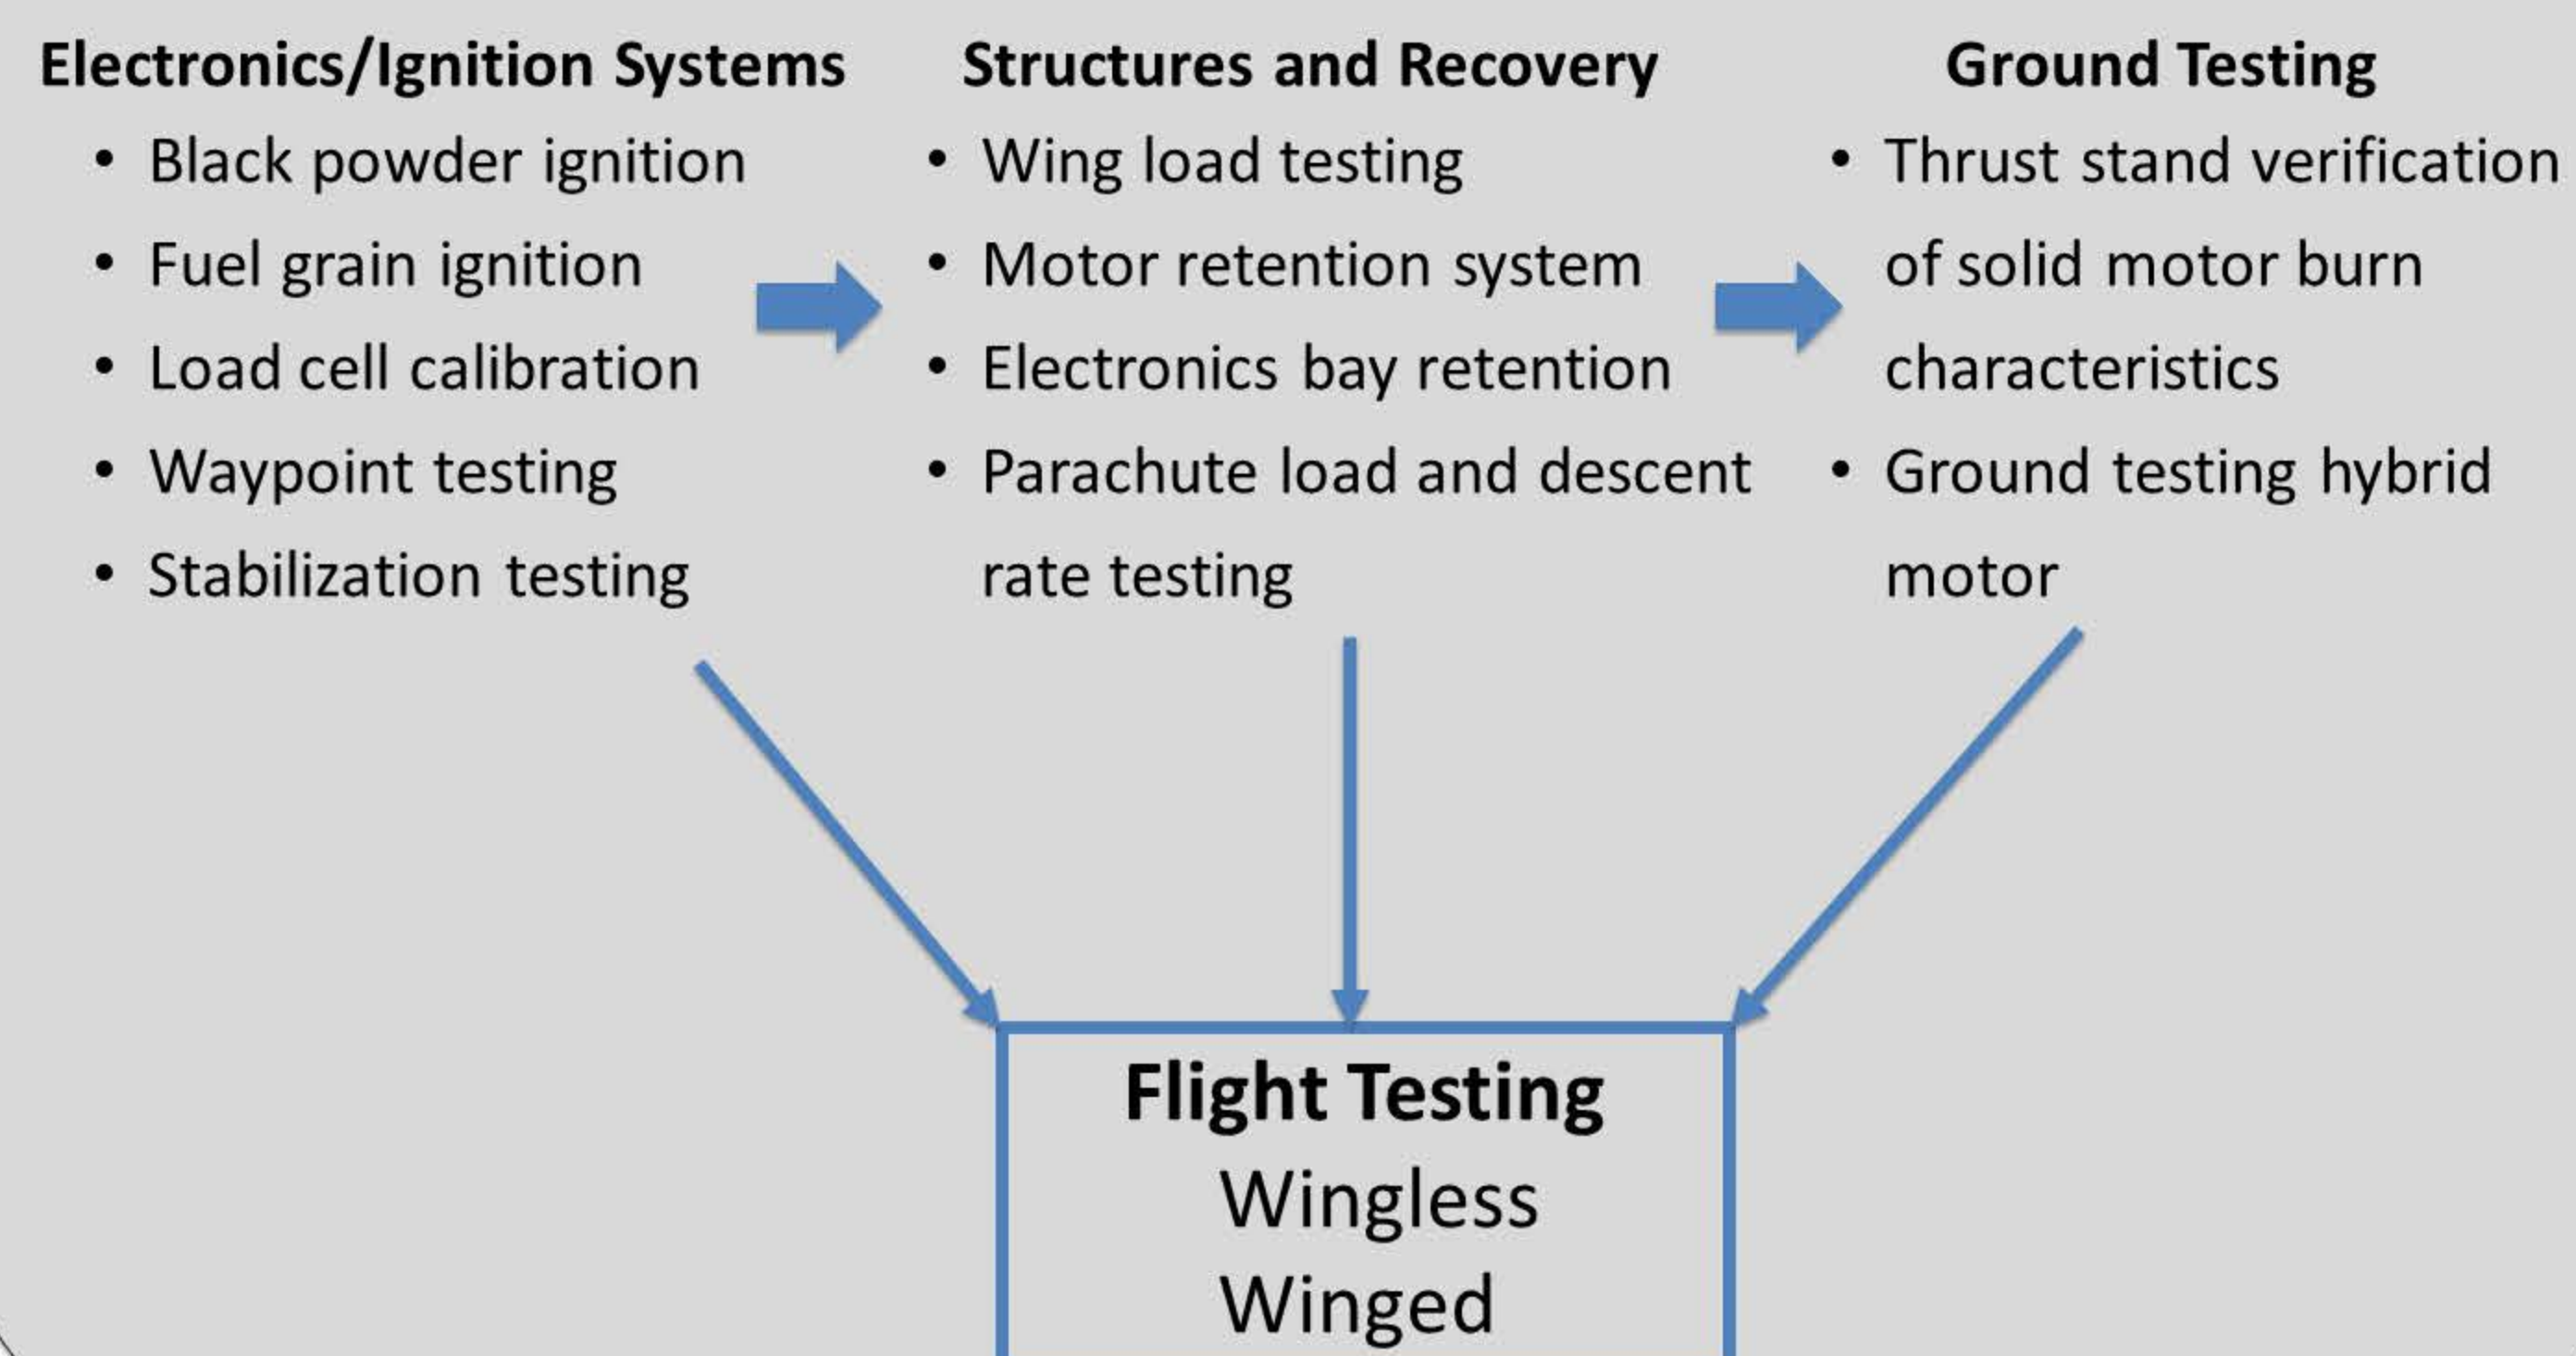 Electronics/Ignition Systems
• Black powder ignition
• Fuel grain ignition
• Load cell calibration
• Waypoint testing
• Stabilization testing
Structures and Recovery
• Wing load testing
• Motor retention system
• Electronics bay retention
• Parachute load and descent
rate testing
Ground Testing
• Thrust stand verification
of solid motor burn
characteristics
• Ground testing hybrid
motor
Flight Testing
Wingless
Winged